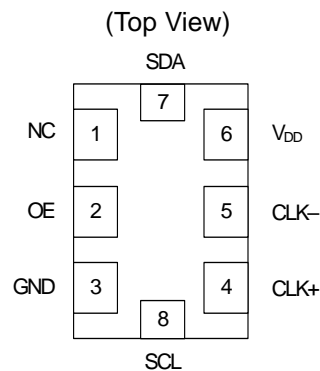 (Top View)
SDA
7
NC 1 6 VDD
OE 2 5 CLK–
GND 3 4 CLK+
8
SCL